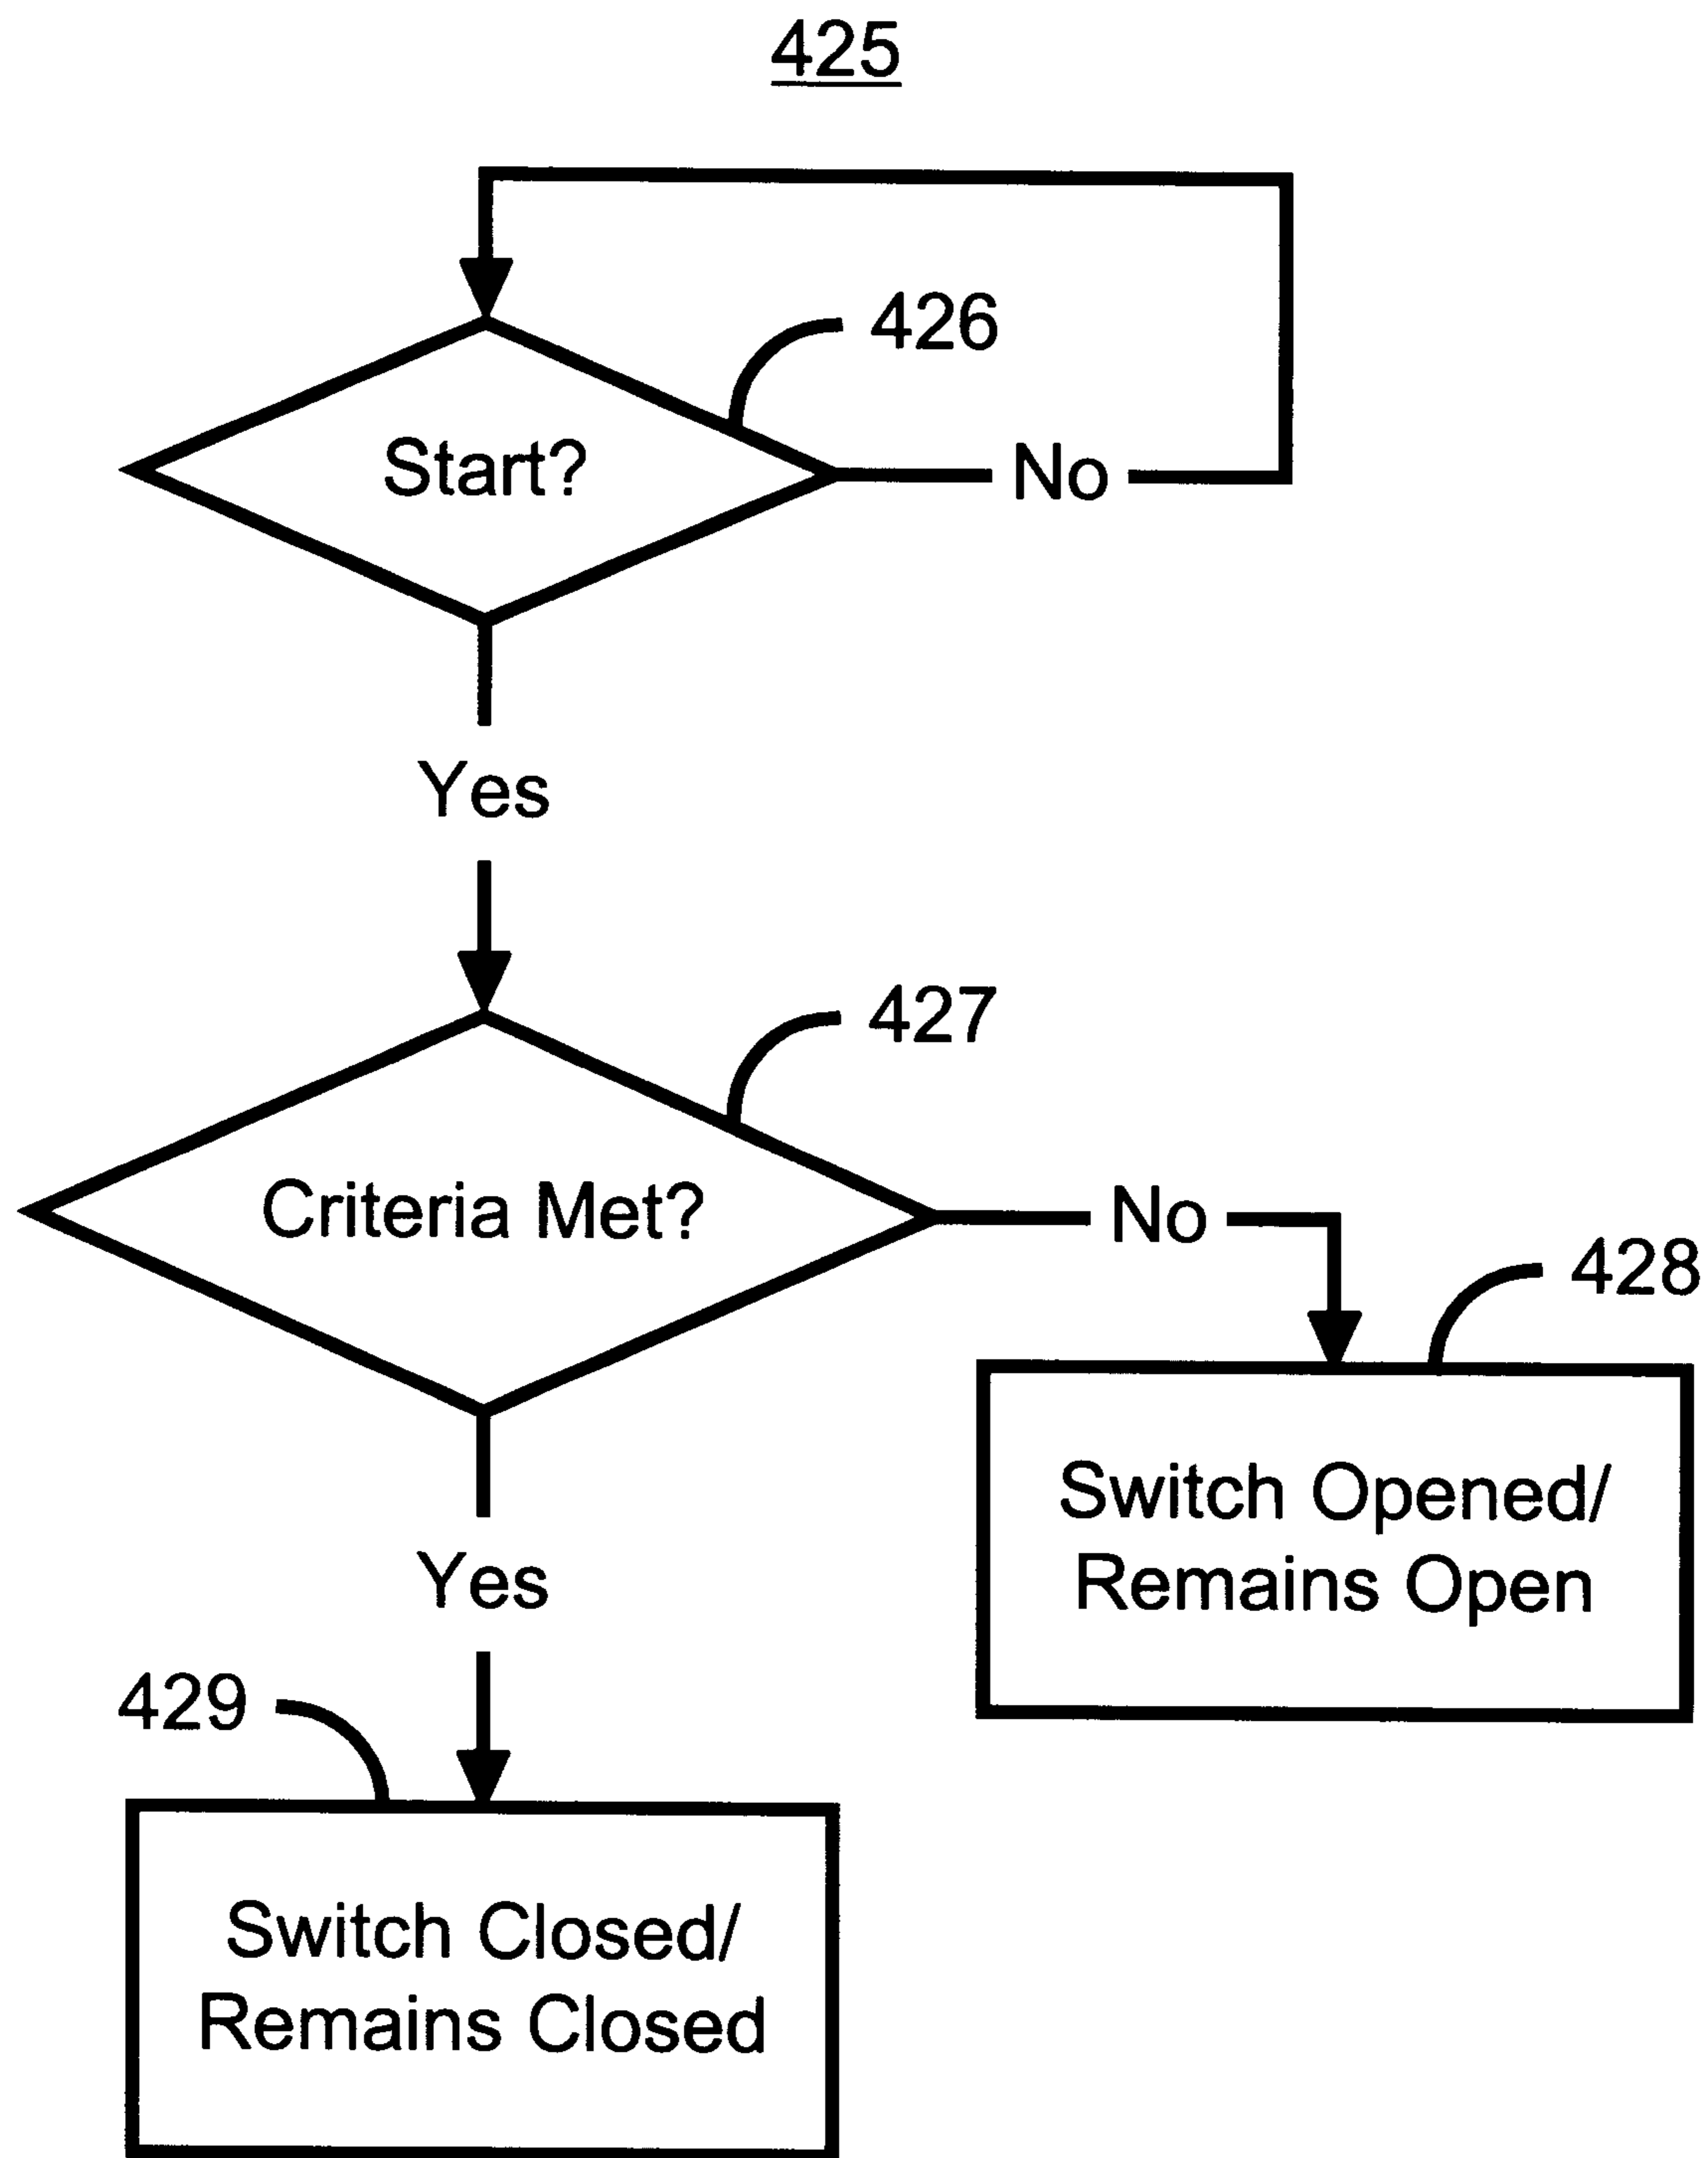 425
426
Start?
No
Yes
427
Criteria Met?
No
428
Switch Opened/
Remains Open
Yes
429
Switch Closed/
Remains Closed